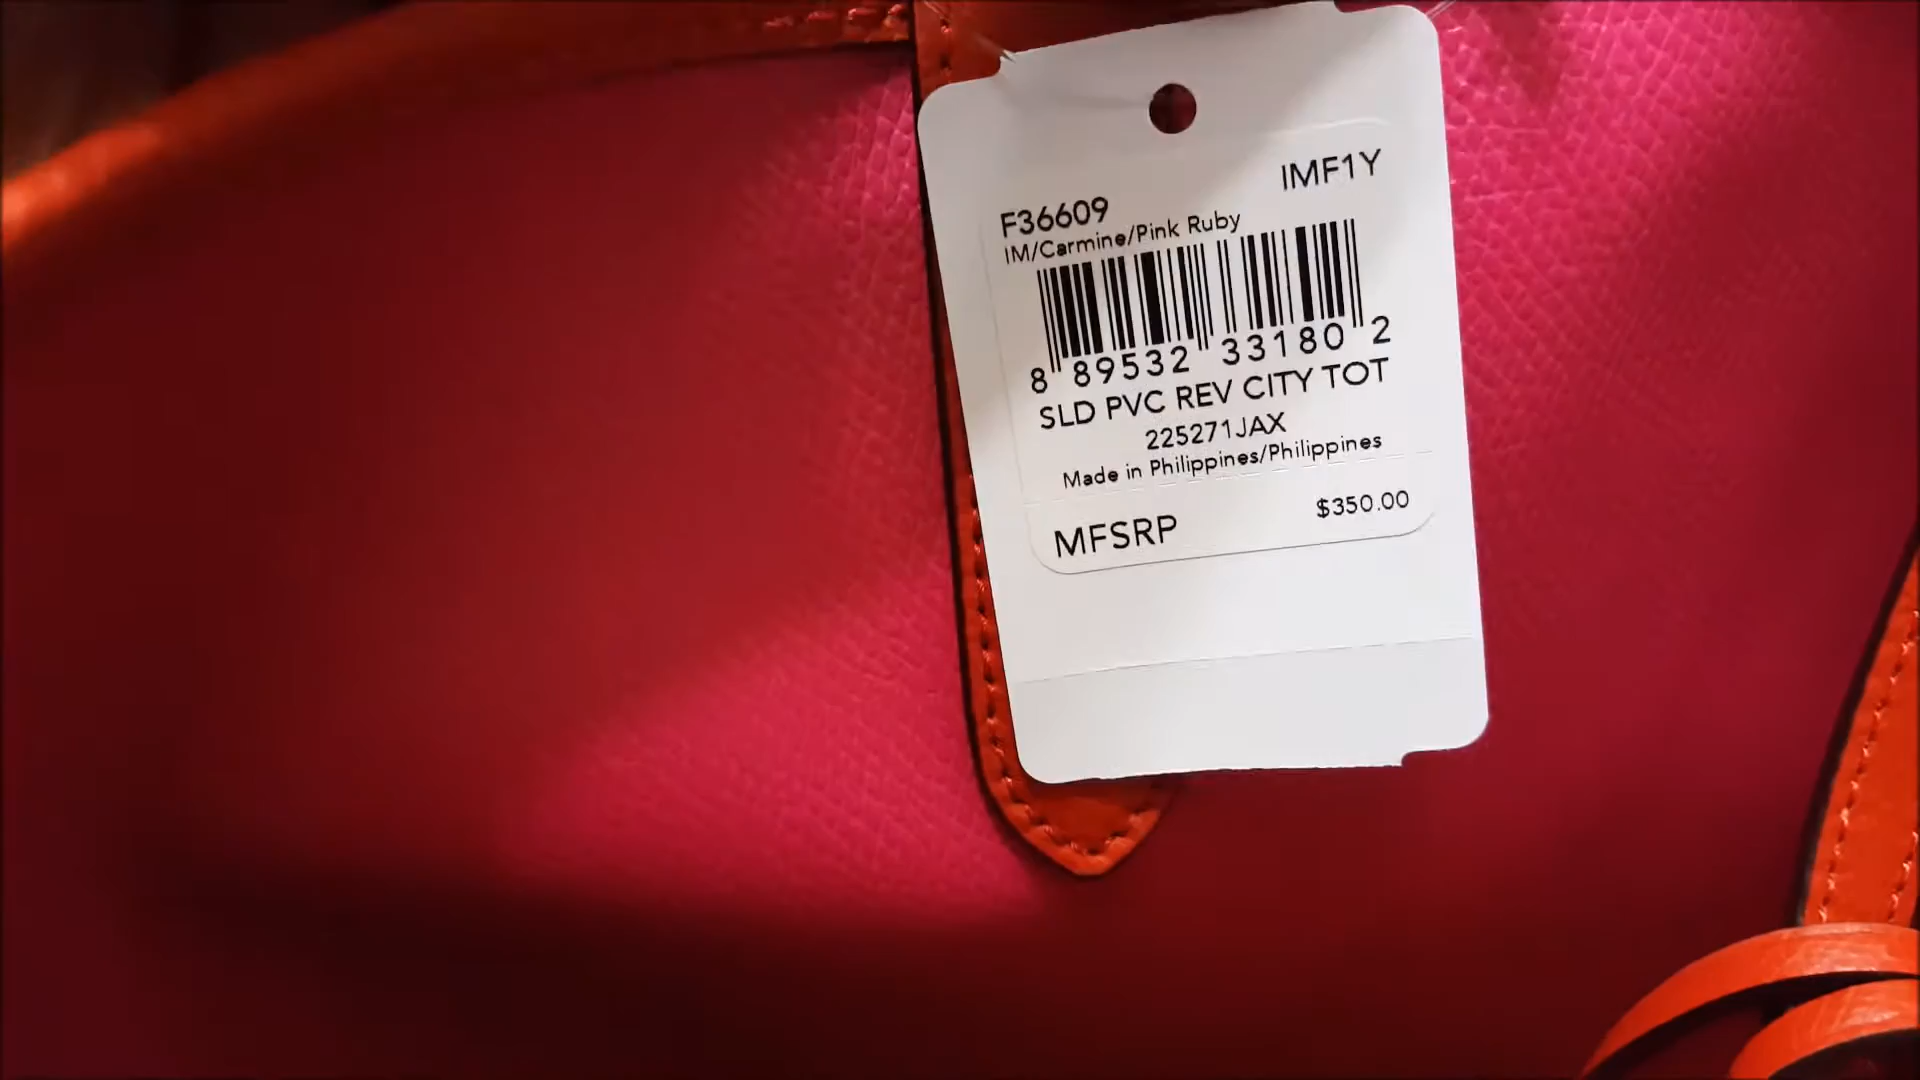 IMF1Y
F36609
IM/Carmine/Pink Ruby
8 89532 33180 2
SLD PVC REV CITY TOT
225271JAX
Made in Philippines/Philippines
$350.00
MFSRP